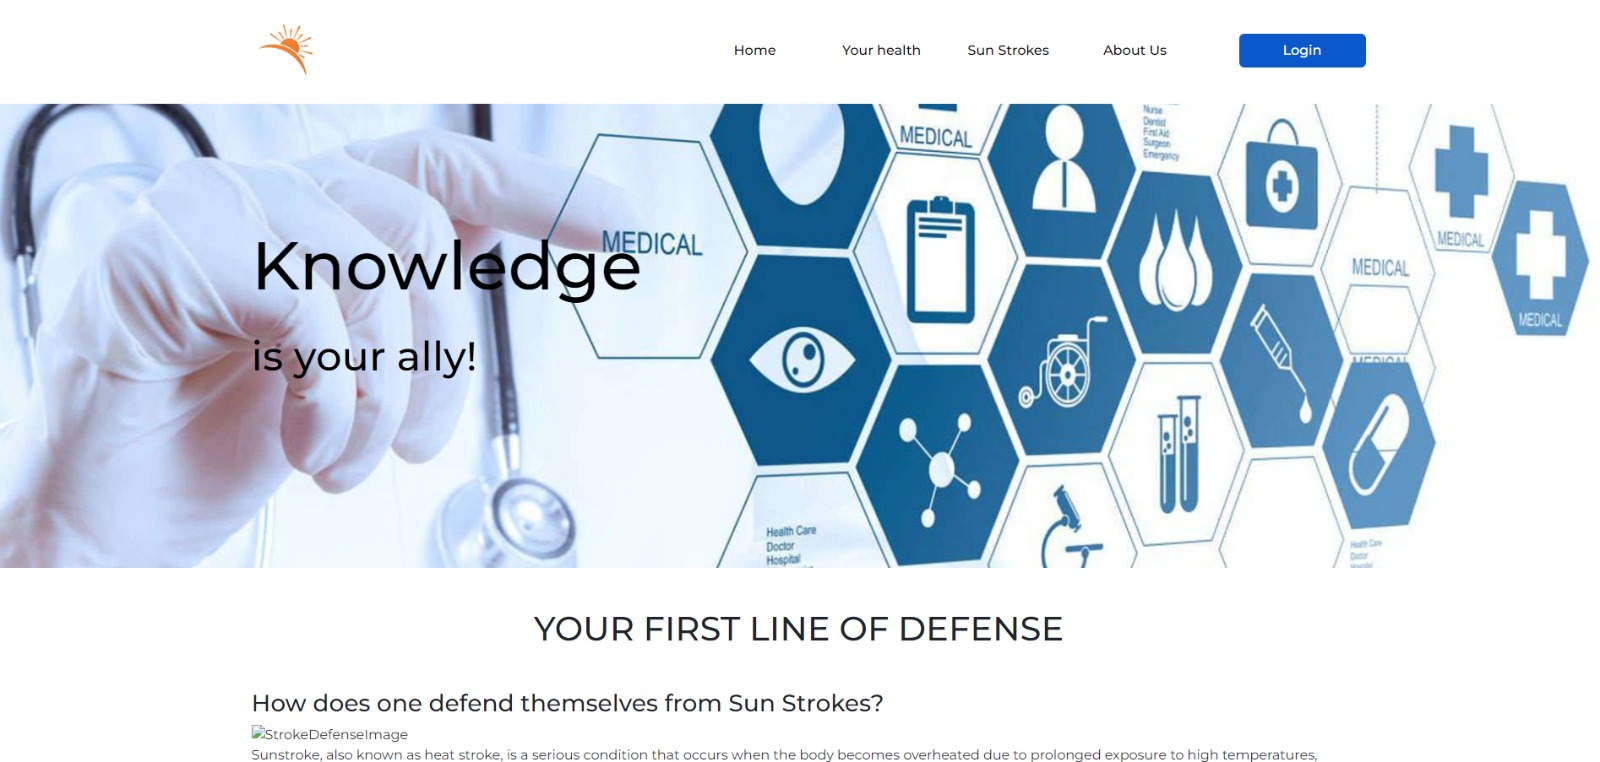 Home
Your health
Sun Strokes
About Us
Login
MEDICAL
Nurse
Dentist
First Aid
Surgeon
Emergency
MEDICAL
Knowledge
MEDICAL
MEDICAL
MEDICAL
is your ally!
MEDICAL
Health Care
Doctor
Hospital
Health Care
Doctor
Hospital
YOUR FIRST LINE OF DEFENSE
How does one defend themselves from Sun Strokes?
StrokeDefenseImage
Sunstroke, also known as heat stroke, is a serious condition that occurs when the body becomes overheated due to prolonged exposure to high temperatures,